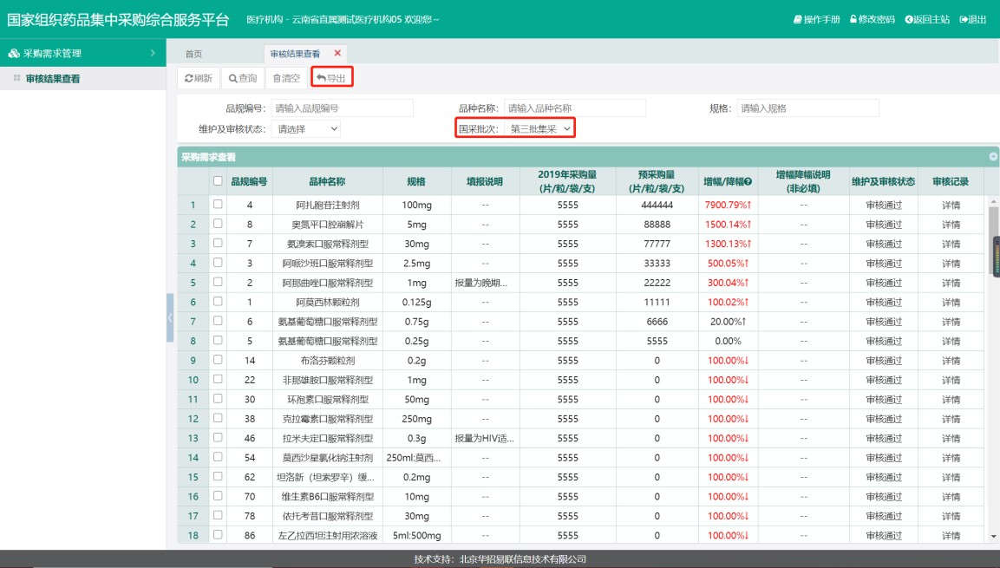 国家组织药品集中采购综合服务平台 医疗机构 - 云南省直属测试医疗机构05 欢迎您~ 操作手册 修改密码 返回主站 退出
采购需求管理 首页 审核结果查看
审核结果查看 刷新 查询 清空 导出
品规编号： 请输入品规编号 品种名称： 请输入品种名称 规格： 请输入规格
维护及审核状态： 请选择 国采批次： 第三批集采
采购需求查看
品规编号 品种名称 规格 填报说明 2019年采购量 (片/粒/袋/支) 预采购量 (片/粒/袋/支) 增幅/降幅 增幅降幅说明 (非必填) 维护及审核状态 审核记录
1 4 阿扎胞苷注射剂 100mg -- 5555 444444 7900.79%↑ -- 审核通过 详情
2 8 奥氮平口腔崩解片 5mg -- 5555 88888 1500.14%↑ -- 审核通过 详情
3 7 氨溴索口服常释剂型 30mg -- 5555 77777 1300.13%↑ -- 审核通过 详情
4 3 阿哌沙班口服常释剂型 2.5mg -- 5555 33333 500.05%↑ -- 审核通过 详情
5 2 阿那曲唑口服常释剂型 1mg 报量为晚期... 5555 22222 300.04%↑ -- 审核通过 详情
6 1 阿莫西林颗粒剂 0.125g -- 5555 11111 100.02%↑ -- 审核通过 详情
7 6 氨基葡萄糖口服常释剂型 0.75g -- 5555 6666 20.00%↑ -- 审核通过 详情
8 5 氨基葡萄糖口服常释剂型 0.25g -- 5555 5555 0.00% -- 审核通过 详情
9 14 布洛芬颗粒剂 0.2g -- 5555 0 100.00%↓ -- 审核通过 详情
10 22 非那雄胺口服常释剂型 1mg -- 5555 0 100.00%↓ -- 审核通过 详情
11 30 环孢素口服常释剂型 50mg -- 5555 0 100.00%↓ -- 审核通过 详情
12 38 克拉霉素口服常释剂型 250mg -- 5555 0 100.00%↓ -- 审核通过 详情
13 46 拉米夫定口服常释剂型 0.3g 报量为HIV适... 5555 0 100.00%↓ -- 审核通过 详情
14 54 莫西沙星氯化钠注射剂 250ml:莫西... -- 5555 0 100.00%↓ -- 审核通过 详情
15 62 坦洛新（坦索罗辛）缓... 0.2mg -- 5555 0 100.00%↓ -- 审核通过 详情
16 70 维生素B6口服常释剂型 10mg -- 5555 0 100.00%↓ -- 审核通过 详情
17 78 依托考昔口服常释剂型 30mg -- 5555 0 100.00%↓ -- 审核通过 详情
18 86 左乙拉西坦注射用浓溶液 5ml:500mg -- 5555 0 100.00%↓ -- 审核通过 详情
技术支持：北京华招易联信息技术有限公司